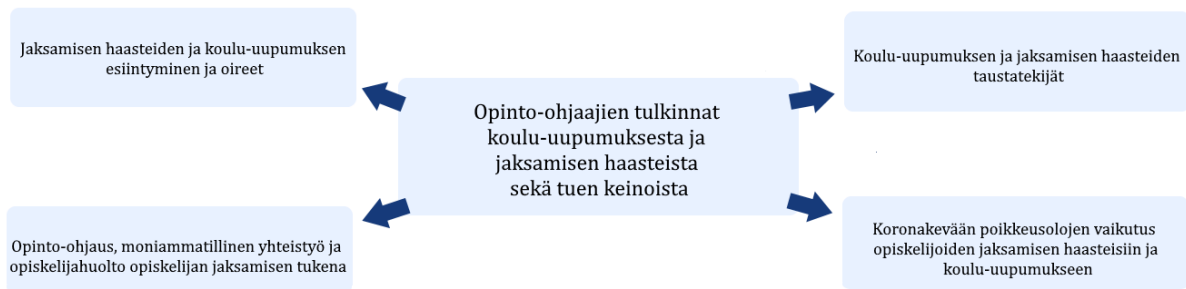 Jaksamisen haasteiden ja koulu-uupumuksen
esiintyminen ja oireet
Koulu-uupumuksen ja jaksamisen haasteiden
taustatekijät
Opinto-ohjaajien tulkinnat
koulu-uupumuksesta ja
jaksamisen haasteista
sekä tuen keinoista
Opinto-ohjaus, moniammatillinen yhteistyö ja
opiskelijahuolto opiskelijan jaksamisen tukena
Koronakevään poikkeusolojen vaikutus
opiskelijoiden jaksamisen haasteisiin ja
koulu-uupumukseen